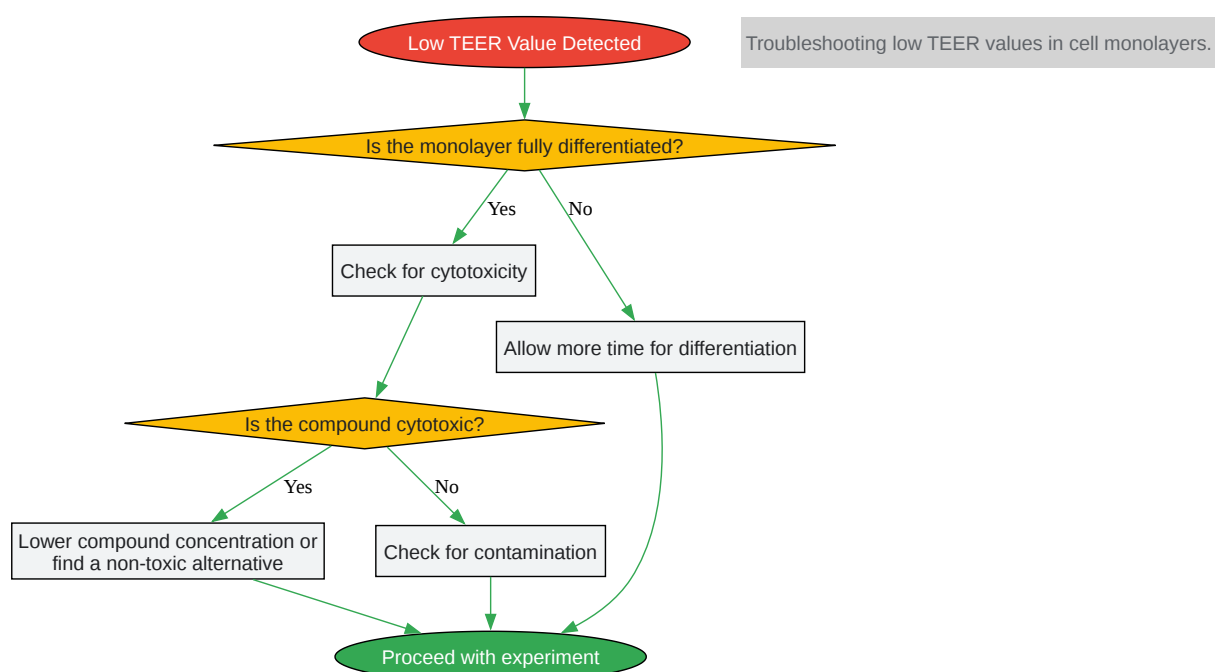 Low TEER Value Detected
Troubleshooting low TEER values in cell monolayers.
Is the monolayer fully differentiated?
Yes
No
Check for cytotoxicity
Allow more time for differentiation
Is the compound cytotoxic?
Yes
No
Lower compound concentration or
find a non-toxic alternative
Check for contamination
Proceed with experiment